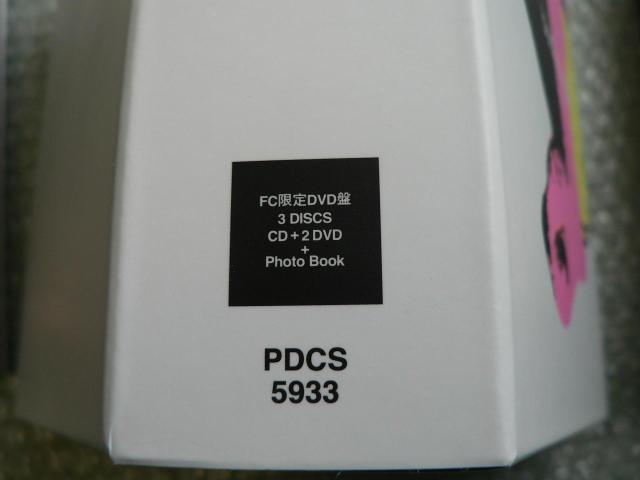 FC限定DVD盤
3 DISCS
CD+2 DVD
+
Photo Book
PDCS
5933